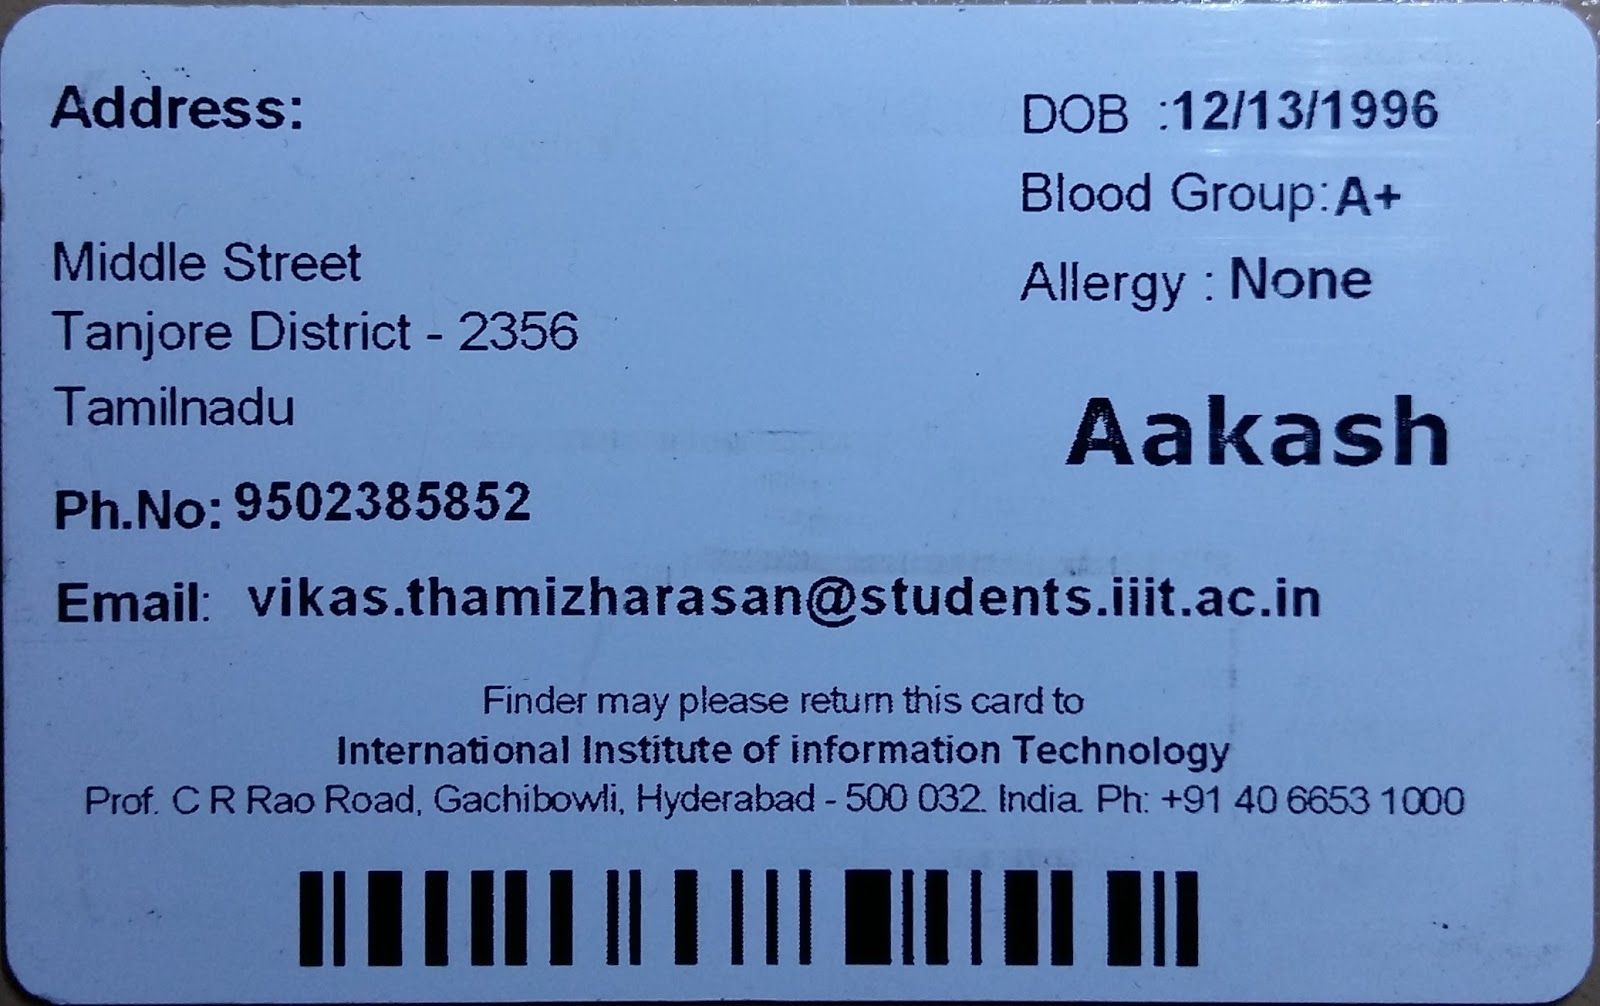 Address:
Middle Street
Tanjore District - 2356
Tamilnadu
Ph.No: 9502385852
DOB :12/13/1996
Blood Group:A+
Allergy : None
Aakash
Email: vikas.thamizharasan@students.iiit.ac.in
Finder may please return this card to
International Institute of information Technology
Prof. C R Rao Road, Gachibowli, Hyderabad - 500 032. India. Ph: +91 40 6653 1000